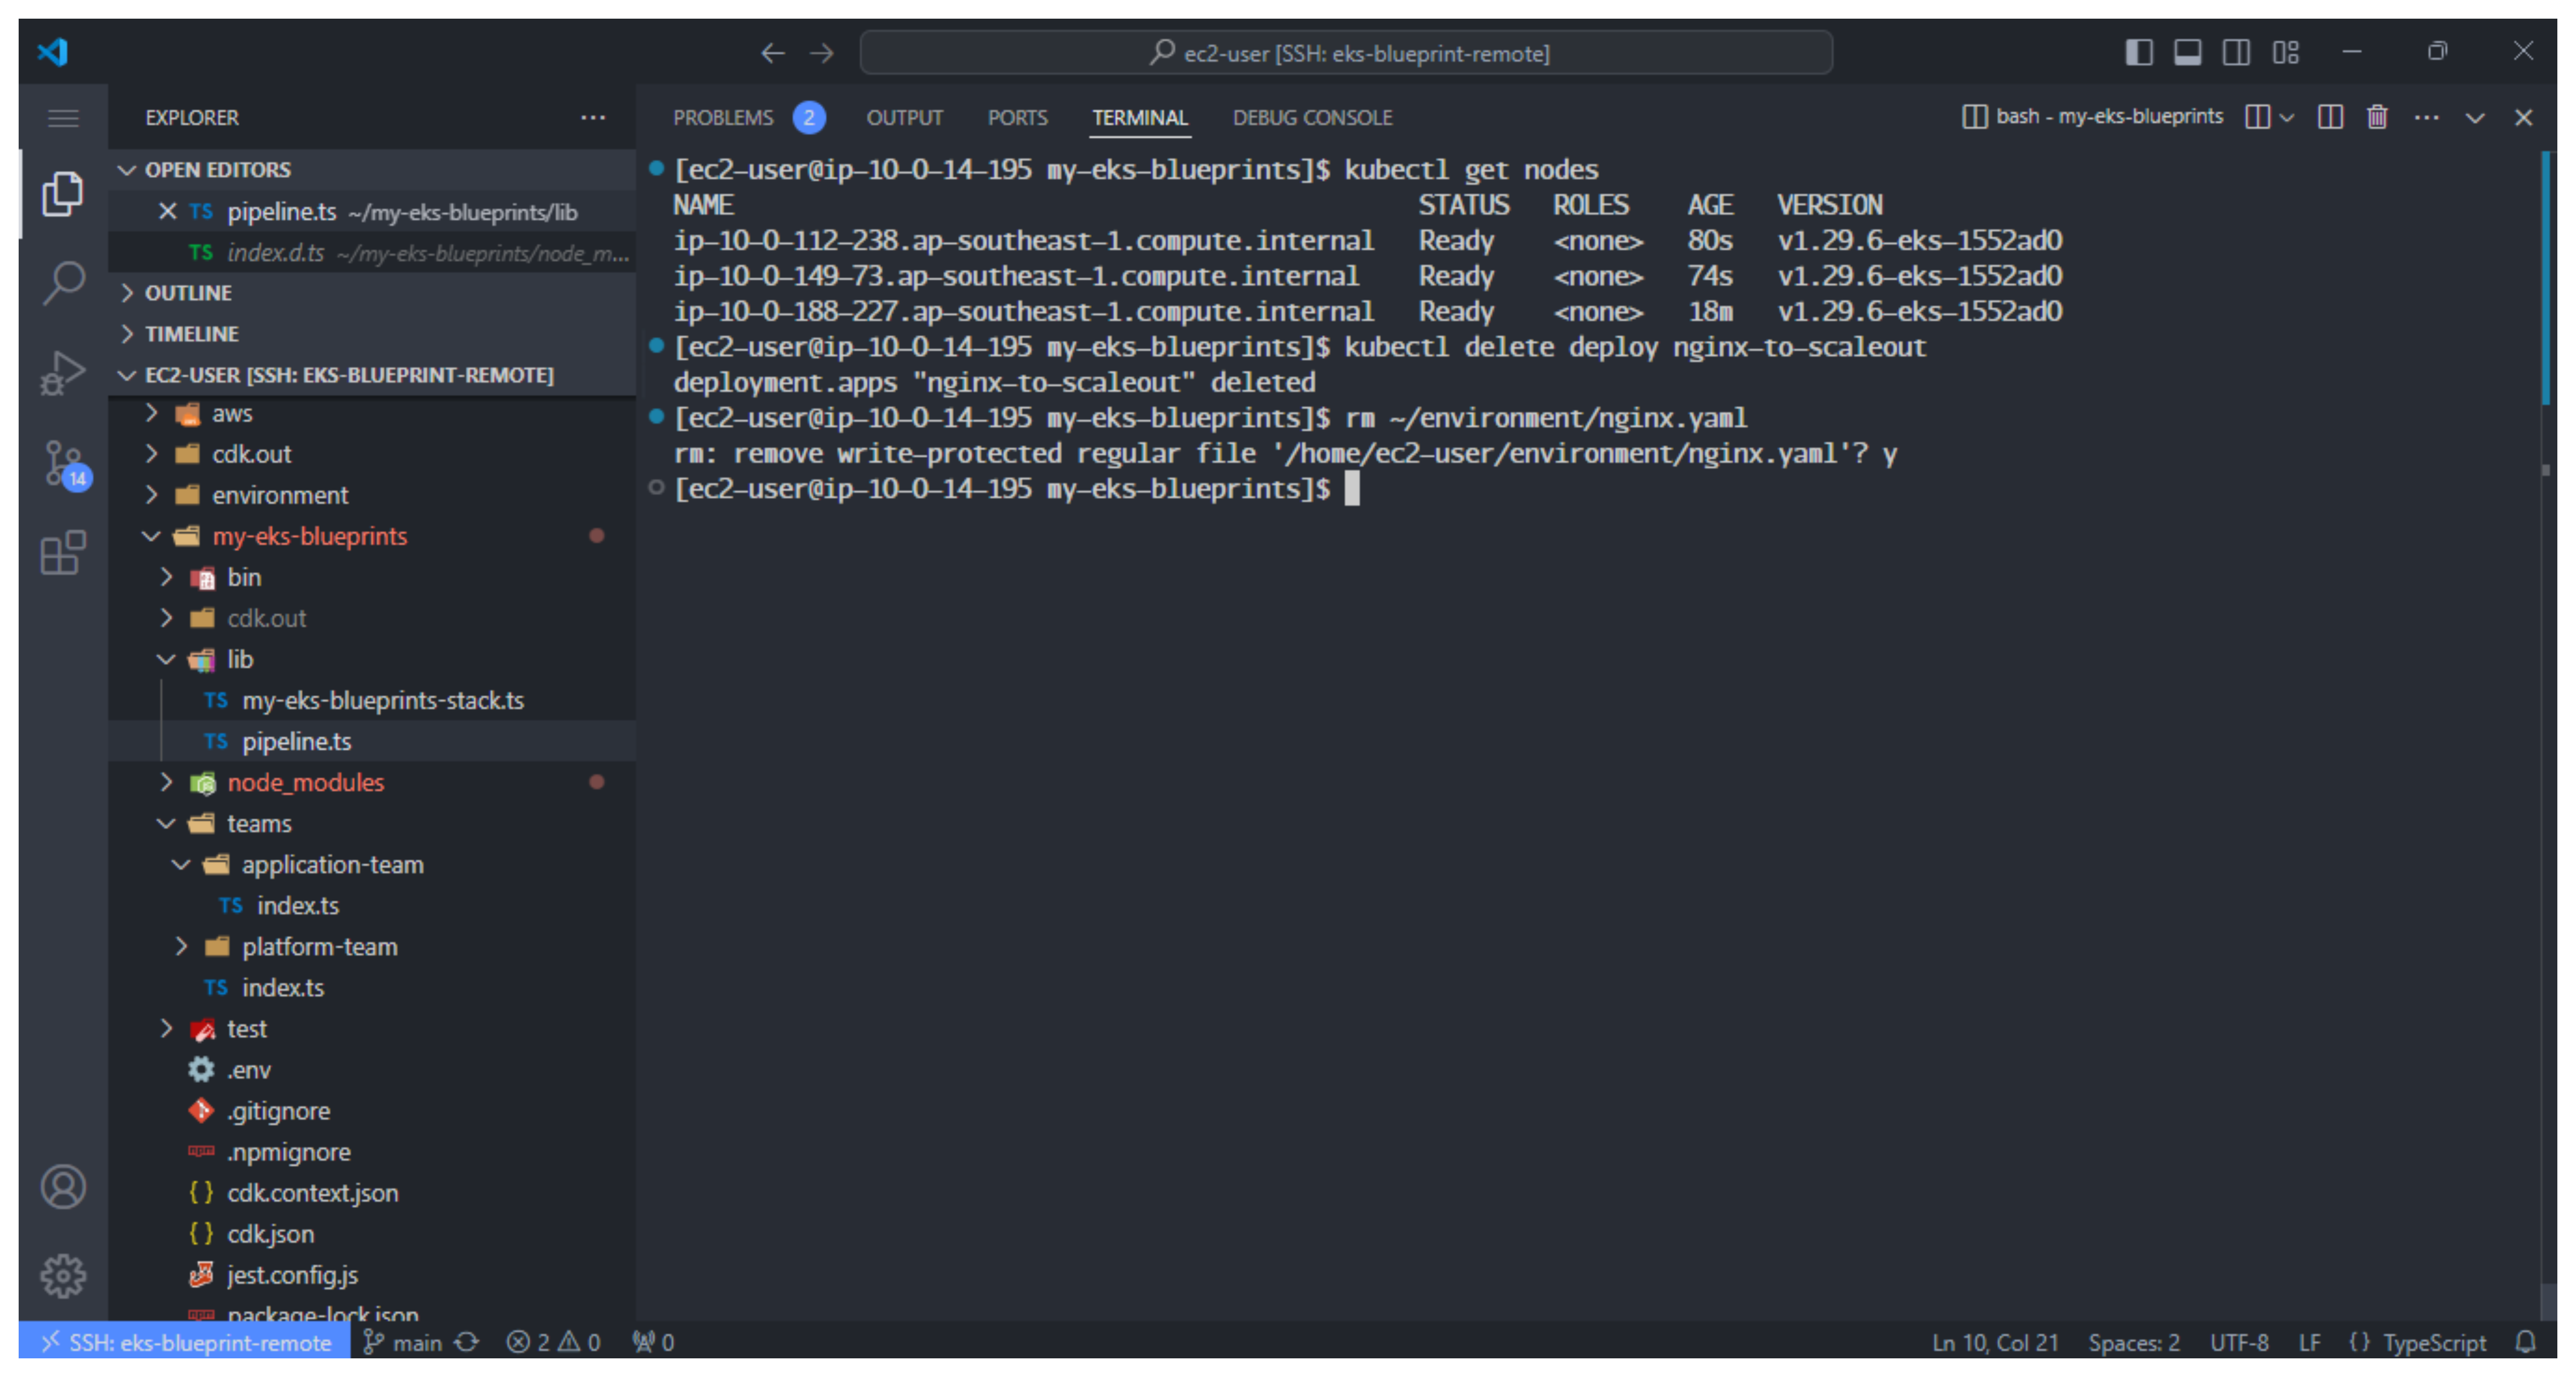 ec2-user [SSH: eks-blueprint-remote]
EXPLORER
OPEN EDITORS
TS pipeline.ts ~/my-eks-blueprints/lib
TS index.d.ts ~/my-eks-blueprints/node_m...
OUTLINE
TIMELINE
EC2-USER [SSH: EKS-BLUEPRINT-REMOTE]
aws
cdk.out
environment
my-eks-blueprints
bin
cdk.out
lib
TS my-eks-blueprints-stack.ts
TS pipeline.ts
node_modules
teams
application-team
TS index.ts
platform-team
TS index.ts
test
.env
.gitignore
.npmignore
{ } cdk.context.json
{ } cdk.json
jest.config.js
package-lock.json
14
PROBLEMS 2 OUTPUT PORTS TERMINAL DEBUG CONSOLE
bash - my-eks-blueprints
[ec2-user@ip-10-0-14-195 my-eks-blueprints]$ kubectl get nodes
NAME STATUS ROLES AGE VERSION
ip-10-0-112-238.ap-southeast-1.compute.internal Ready <none> 80s v1.29.6-eks-1552ad0
ip-10-0-149-73.ap-southeast-1.compute.internal Ready <none> 74s v1.29.6-eks-1552ad0
ip-10-0-188-227.ap-southeast-1.compute.internal Ready <none> 18m v1.29.6-eks-1552ad0
[ec2-user@ip-10-0-14-195 my-eks-blueprints]$ kubectl delete deploy nginx-to-scaleout
deployment.apps "nginx-to-scaleout" deleted
[ec2-user@ip-10-0-14-195 my-eks-blueprints]$ rm ~/environment/nginx.yaml
rm: remove write-protected regular file '/home/ec2-user/environment/nginx.yaml'? y
[ec2-user@ip-10-0-14-195 my-eks-blueprints]$
SSH: eks-blueprint-remote main 2 0 0 Ln 10, Col 21 Spaces: 2 UTF-8 LF { } TypeScript